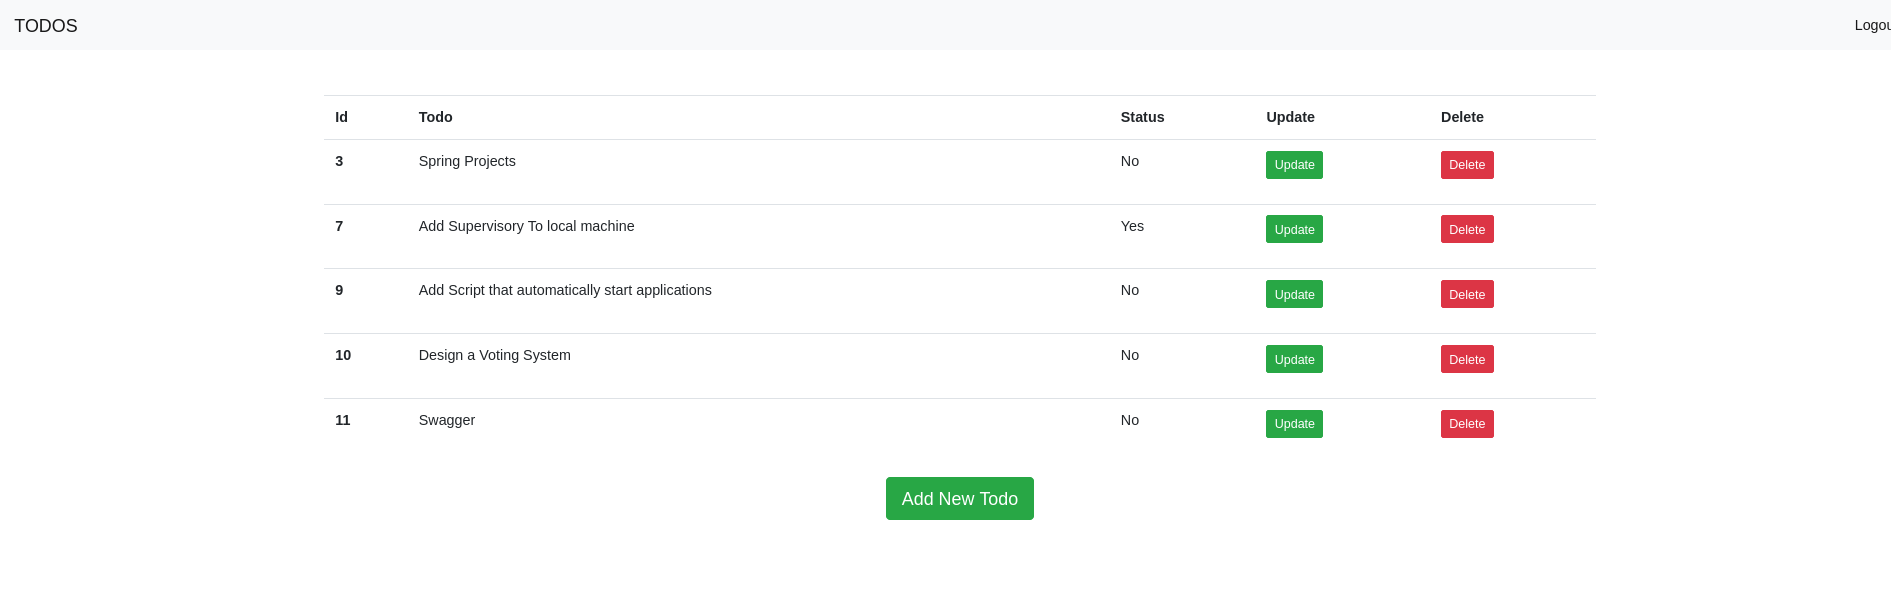 TODOS Logou
Id Todo Status Update Delete
3 Spring Projects No Update Delete
7 Add Supervisory To local machine Yes Update Delete
9 Add Script that automatically start applications No Update Delete
10 Design a Voting System No Update Delete
11 Swagger No Update Delete
Add New Todo